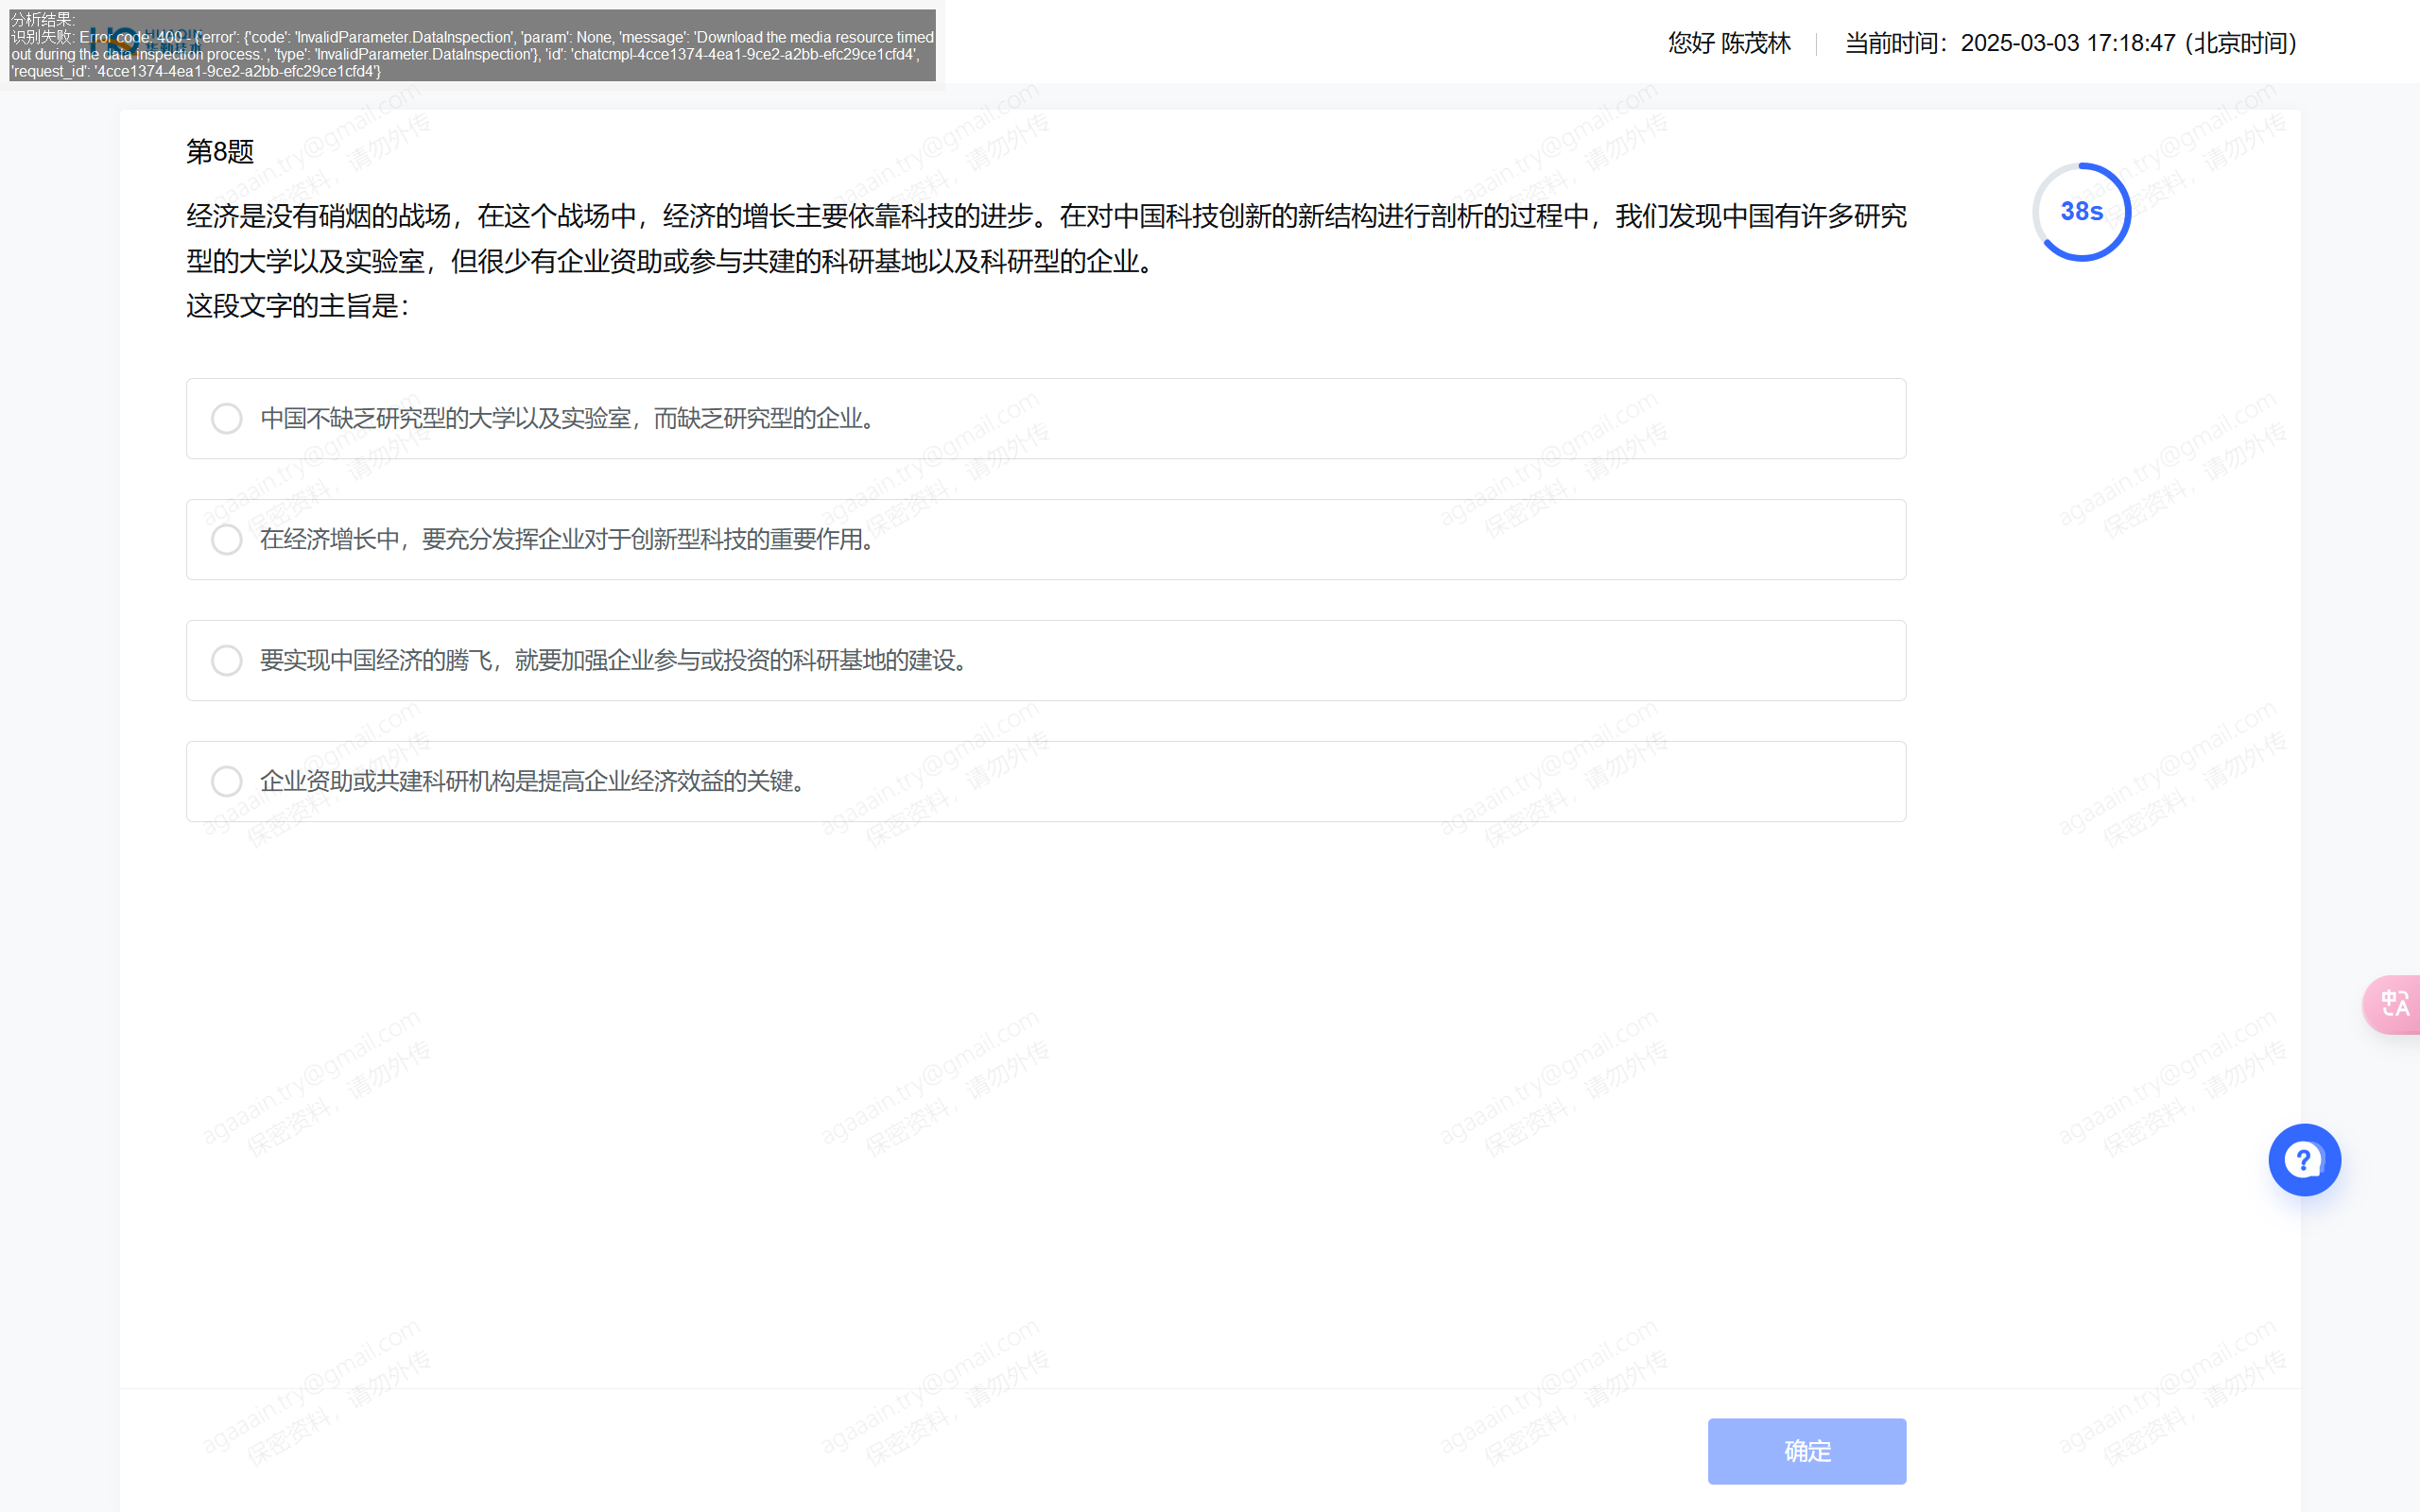 分析结果:
识别失败: Error code: 400 - {'error': {'code': 'InvalidParameter.DataInspection', 'param': None, 'message': 'Download the media resource timed
out during the data inspection process.', 'type': 'InvalidParameter.DataInspection'}, 'id': 'chatcmpl-4cce1374-4ea1-9ce2-a2bb-efc29ce1cfd4',
'request_id': '4cce1374-4ea1-9ce2-a2bb-efc29ce1cfd4'}
您好 陈茂林
当前时间：2025-03-03 17:18:47 (北京时间)
第8题
38s
经济是没有硝烟的战场，在这个战场中，经济的增长主要依靠科技的进步。在对中国科技创新的新结构进行剖析的过程中，我们发现中国有许多研究
型的大学以及实验室，但很少有企业资助或参与共建的科研基地以及科研型的企业。
这段文字的主旨是：
中国不缺乏研究型的大学以及实验室，而缺乏研究型的企业。
在经济增长中，要充分发挥企业对于创新型科技的重要作用。
要实现中国经济的腾飞，就要加强企业参与或投资的科研基地的建设。
企业资助或共建科研机构是提高企业经济效益的关键。
确定
agaaain.try@gmail.com
保密资料，请勿外传